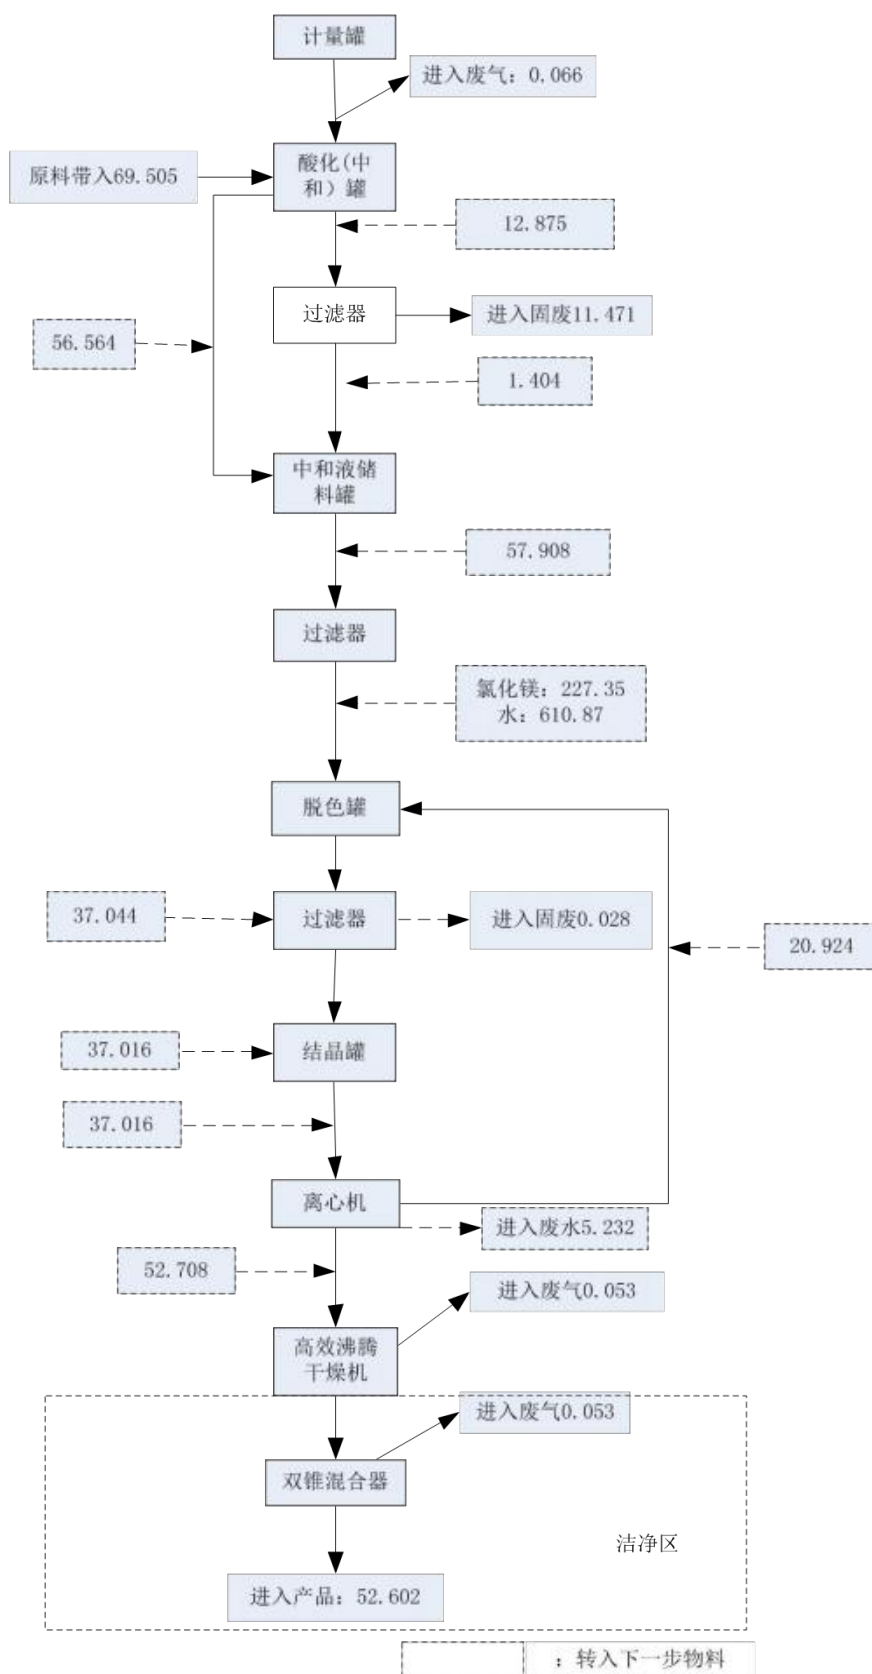 计量罐
进入废气：0.066
酸化(中
和）罐
原料带入69.505
12.875
过滤器
进入固废11.471
56.564
1.404
中和液储
料罐
57.908
过滤器
氯化镁：227.35
水：610.87
脱色罐
37.044
过滤器
进入固废0.028
20.924
37.016
结晶罐
37.016
离心机
进入废水5.232
52.708
进入废气0.053
高效沸腾
干燥机
进入废气0.053
双锥混合器
洁净区
进入产品：52.602
：转入下一步物料